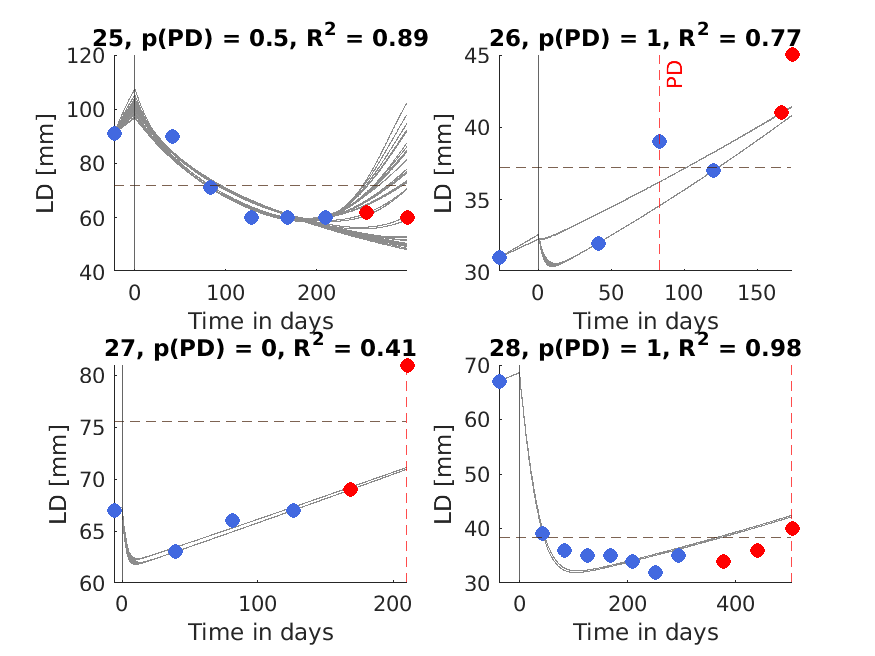 25, p(PD) = 0.5, R² = 0.89
120
100
80
60
40
LD [mm]
0 100 200
Time in days
26, p(PD) = 1, R² = 0.77
45
40
35
30
LD [mm]
PD
0 50 100 150
Time in days
27, p(PD) = 0, R² = 0.41
80
75
70
65
60
LD [mm]
0 100 200
Time in days
28, p(PD) = 1, R² = 0.98
70
60
50
40
30
LD [mm]
0 200 400
Time in days